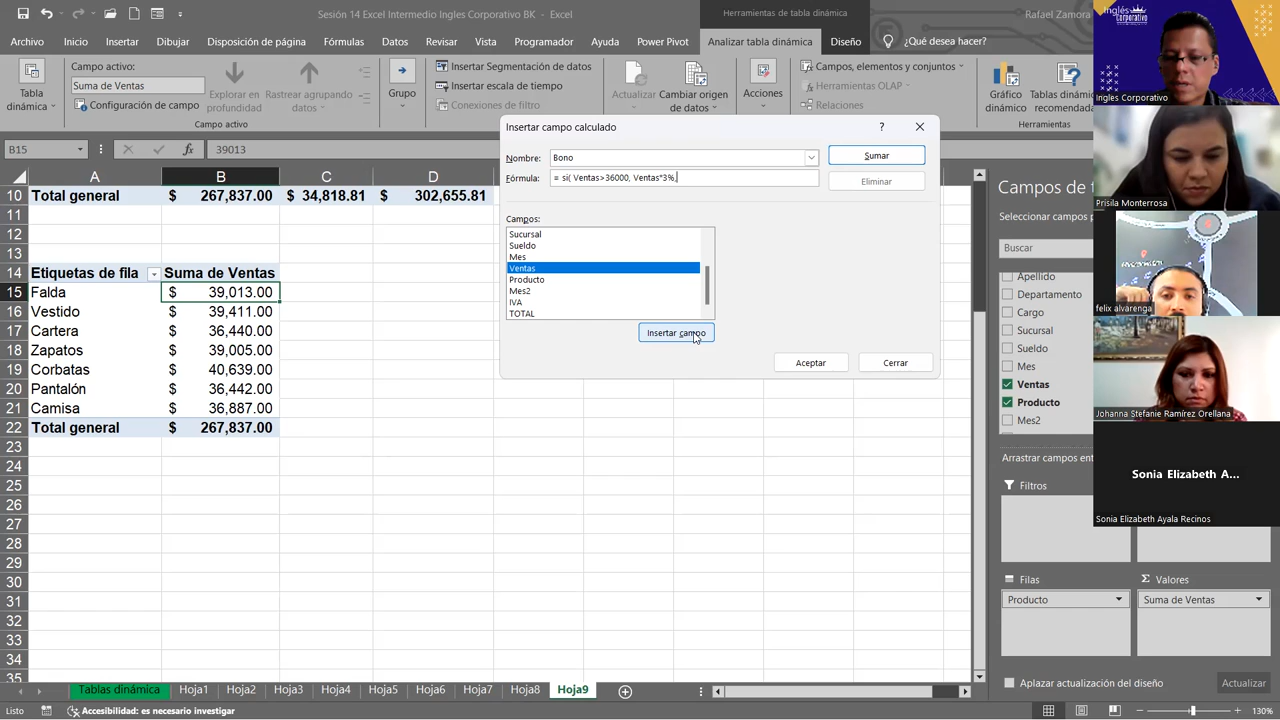 Sesión 14 Excel Intermedio Ingles Corporativo BK - Excel
Herramientas de tabla dinámica
Rafael Zamora
Archivo Inicio Insertar Dibujar Disposición de página Fórmulas Datos Revisar Vista Programador Ayuda Power Pivot Analizar tabla dinámica Diseño ¿Qué desea hacer?
Tabla dinámica
Campo activo:
Suma de Ventas
Configuración de campo
Explorar en profundidad
Rastrear agrupando datos
Campo activo
Grupo
Insertar segmentación de datos
Insertar escala de tiempo
Conexiones de filtro
Filtrar
Actualizar
Cambiar origen de datos
Datos
Acciones
Campos, elementos y conjuntos
Herramientas OLAP
Relaciones
Gráfico dinámico
Tablas dinámicas recomendadas
Herramientas
B15 fx 39013
A B C D
10 Total general $ 267,837.00 $ 34,818.81 $ 302,655.81
11
12
13
14 Etiquetas de fila Suma de Ventas
15 Falda $ 39,013.00
16 Vestido $ 39,411.00
17 Cartera $ 36,440.00
18 Zapatos $ 39,005.00
19 Corbatas $ 40,639.00
20 Pantalón $ 36,442.00
21 Camisa $ 36,887.00
22 Total general $ 267,837.00
23
24
25
26
27
28
29
30
31
32
33
34
35
Insertar campo calculado ?
Nombre: Bono
Sumar
Fórmula: = si( Ventas>36000, Ventas*3%,
Eliminar
Campos:
Sucursal
Sueldo
Mes
Ventas
Producto
Mes2
IVA
TOTAL
Insertar campo
Aceptar Cerrar
Campos de
Seleccionar campos p
Buscar
Apellido
Departamento
Cargo
Sucursal
Sueldo
Mes
Ventas
Producto
Mes2
Arrastrar campos ent
Filtros
Filas
Σ Valores
Producto
Suma de Ventas
Aplazar actualización del diseño Actualizar
Tablas dinámica Hoja1 Hoja2 Hoja3 Hoja4 Hoja5 Hoja6 Hoja7 Hoja8 Hoja9
Listo Accesibilidad: es necesario investigar 130%
Inglés Corporativo
Ingles Corporativo
Prisila Monterrosa
felix alvarenga
Johanna Stefanie Ramírez Orellana
Sonia Elizabeth A...
Sonia Elizabeth Ayala Recinos